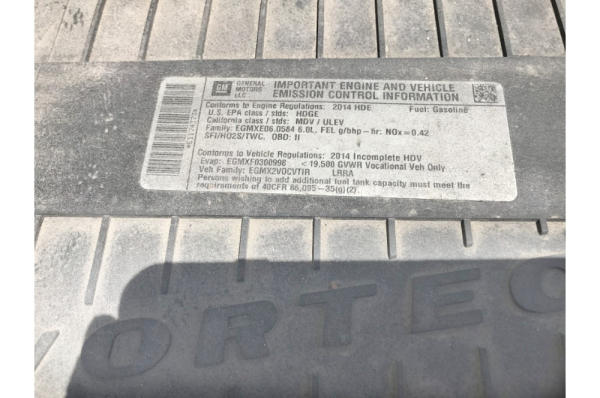 GM
GENERAL
MOTORS
LLC
IMPORTANT ENGINE AND VEHICLE
EMISSION CONTROL INFORMATION
Conforms to Engine Regulations: 2014 HDE Fuel: Gasoline
U.S. EPA class / stds: HDGE
California class / stds: MDV / ULEV
Family: EGMXE06.0584 6.0L, FEL g/bhp-hr: NOx = 0.42
SFI/HO2S/TWC, OBD: II
Conforms to Vehicle Regulations: 2014 Incomplete HDV
Evap: EGMXF0300998 < 19,500 GVWR Vocational Veh Only
Veh Family: EGMX2VOCVTIR LRRA
Persons wishing to add additional fuel tank capacity must meet the
requirements of 40CFR 86,095-35(g)(2).
ORTEC